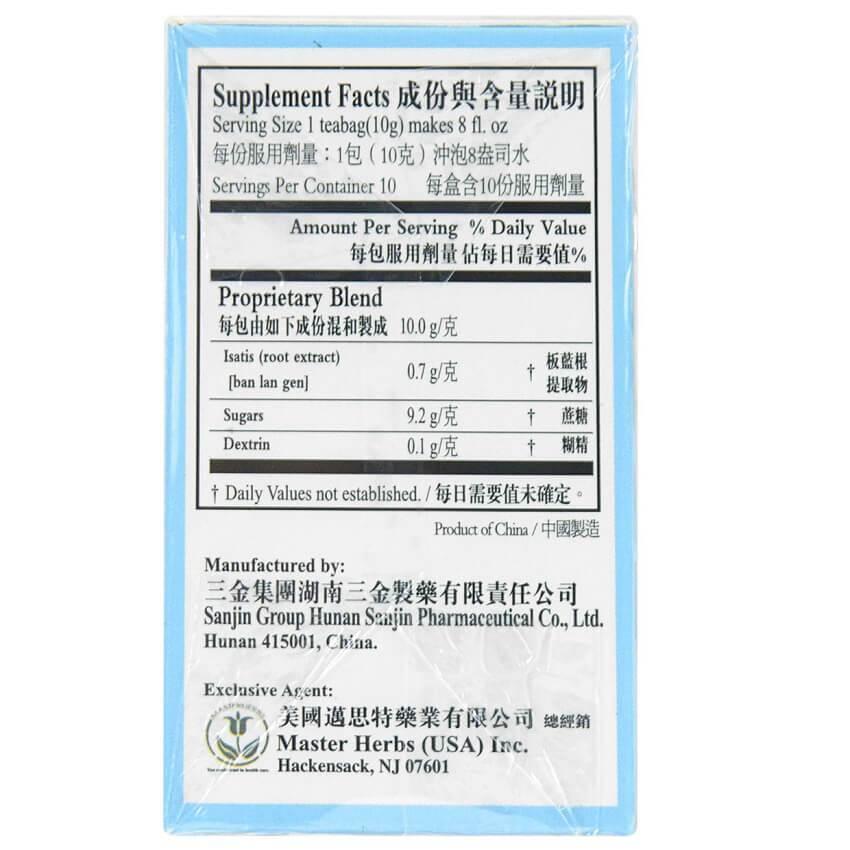 Supplement Facts 成份與含量説明
Serving Size 1 teabag(10g) makes 8 fl. oz
每份服用劑量：1包（10克）沖泡8盎司水
Servings Per Container 10 每盒含10份服用劑量
Amount Per Serving % Daily Value
每包服用劑量 佔每日需要值%
Proprietary Blend
每包由如下成份混和製成 10.0 g/克
Isatis (root extract) [ban lan gen] 0.7 g/克 † 板藍根 提取物
Sugars 9.2 g/克 † 蔗糖
Dextrin 0.1 g/克 † 糊精
† Daily Values not established. / 每日需要值未確定。
Product of China / 中國製造
Manufactured by:
三金集團湖南三金製藥有限責任公司
Sanjin Group Hunan Sanjin Pharmaceutical Co., Ltd.
Hunan 415001, China.
Exclusive Agent:
美國邁思特藥業有限公司 總經銷
Master Herbs (USA) Inc.
Hackensack, NJ 07601